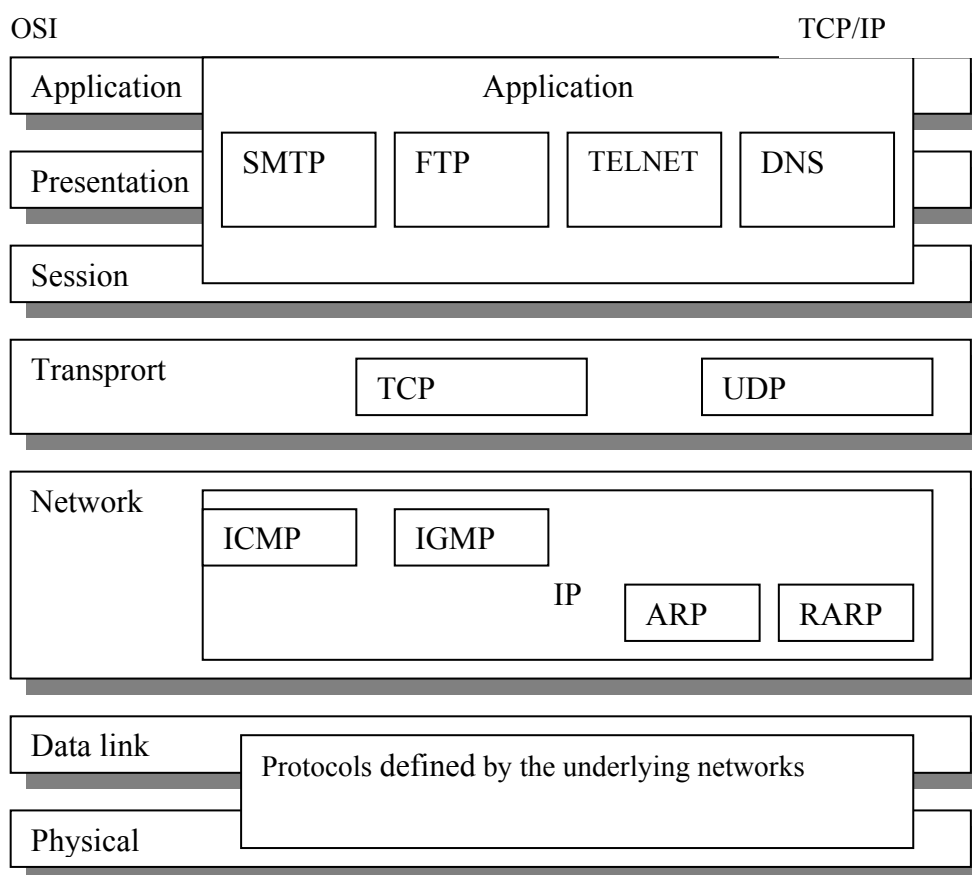 OSI TCP/IP
Application Application
SMTP FTP TELNET DNS
Presentation
Session
Transprort
TCP UDP
Network
ICMP IGMP
IP
ARP RARP
Data link
Protocols defined by the underlying networks
Physical